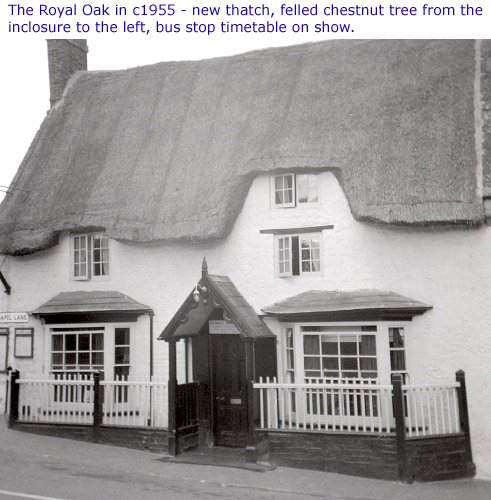 The Royal Oak in c1955 - new thatch, felled chestnut tree from the
inclosure to the left, bus stop timetable on show.
APEL LANE